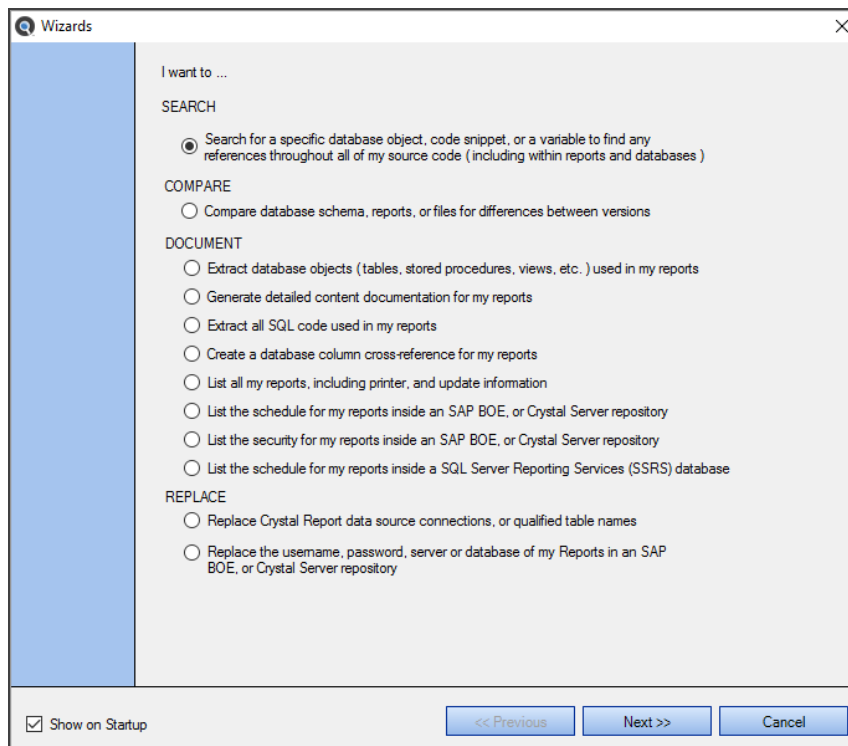 Wizards
I want to ...
SEARCH
Search for a specific database object, code snippet, or a variable to find any
references throughout all of my source code ( including within reports and databases )
COMPARE
Compare database schema, reports, or files for differences between versions
DOCUMENT
Extract database objects ( tables, stored procedures, views, etc. ) used in my reports
Generate detailed content documentation for my reports
Extract all SQL code used in my reports
Create a database column cross-reference for my reports
List all my reports, including printer, and update information
List the schedule for my reports inside an SAP BOE, or Crystal Server repository
List the security for my reports inside an SAP BOE, or Crystal Server repository
List the schedule for my reports inside a SQL Server Reporting Services (SSRS) database
REPLACE
Replace Crystal Report data source connections, or qualified table names
Replace the username, password, server or database of my Reports in an SAP
BOE, or Crystal Server repository
Show on Startup
<< Previous
Next >>
Cancel